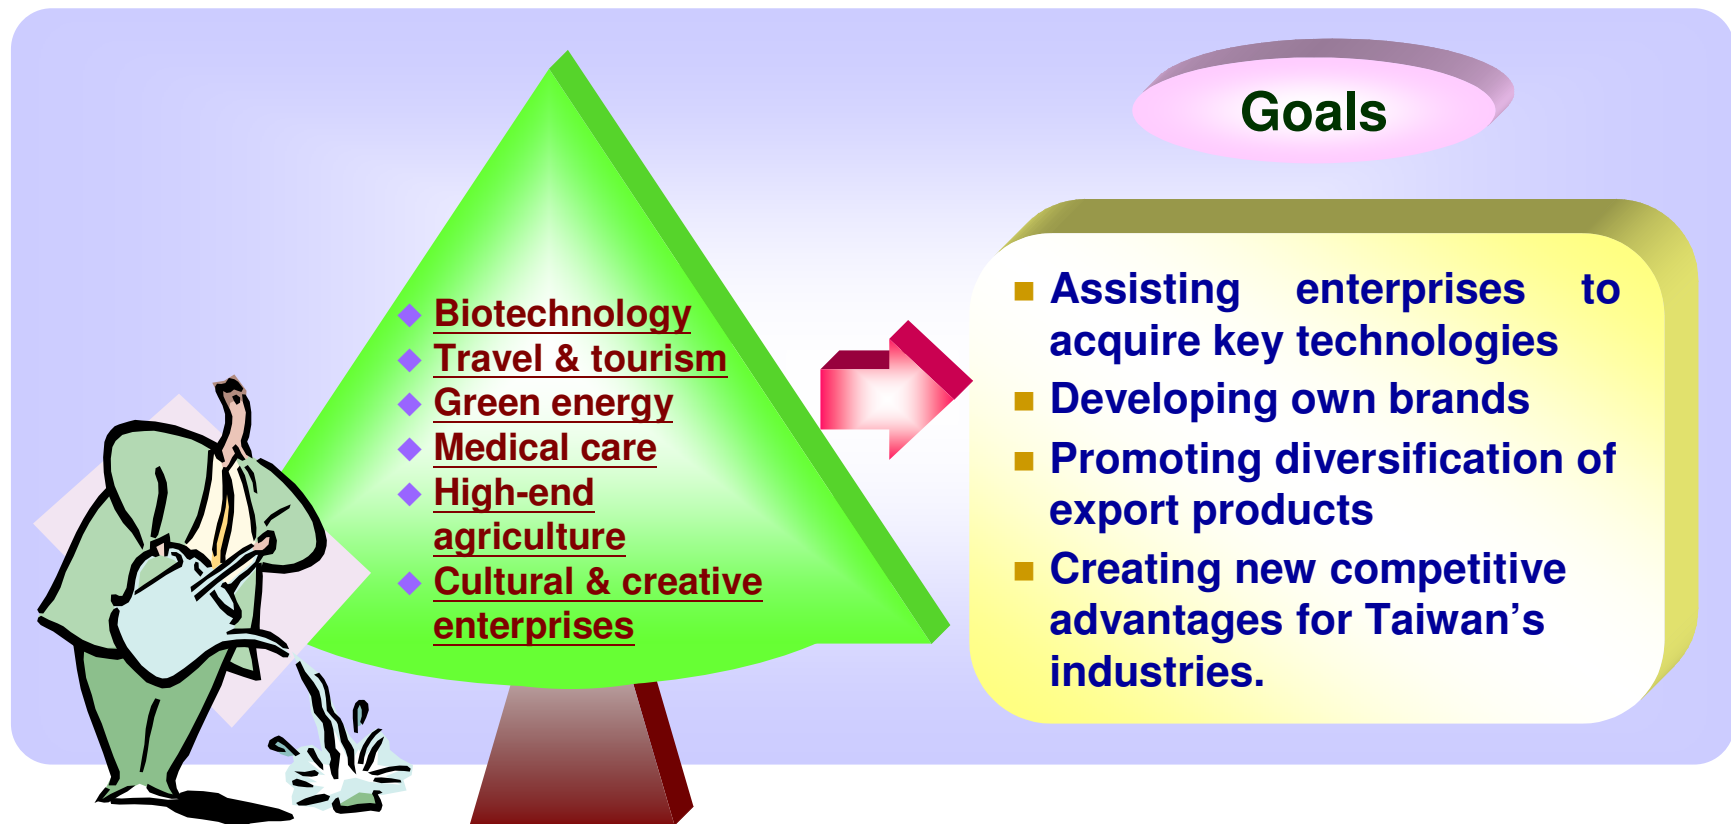 Goals
Biotechnology
Travel & tourism
Green energy
Medical care
High-end
agriculture
Cultural & creative
enterprises
Assisting enterprises to
acquire key technologies
Developing own brands
Promoting diversification of
export products
Creating new competitive
advantages for Taiwan’s
industries.